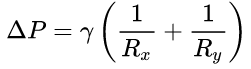 ΔP = γ ( 1/R_x + 1/R_y )